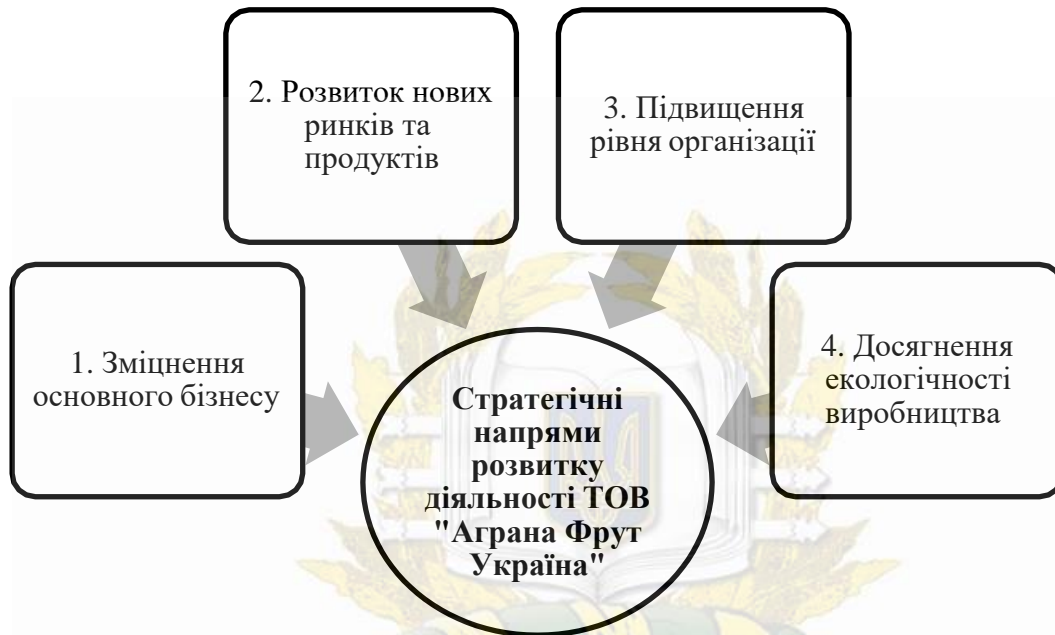 2. Розвиток нових
ринків та
продуктів
3. Підвищення
рівня організації
1. Зміцнення
основного бізнесу
4. Досягнення
екологічності
виробництва
Стратегічні
напрями
розвитку
діяльності ТОВ
"Аграна Фрут
Україна"